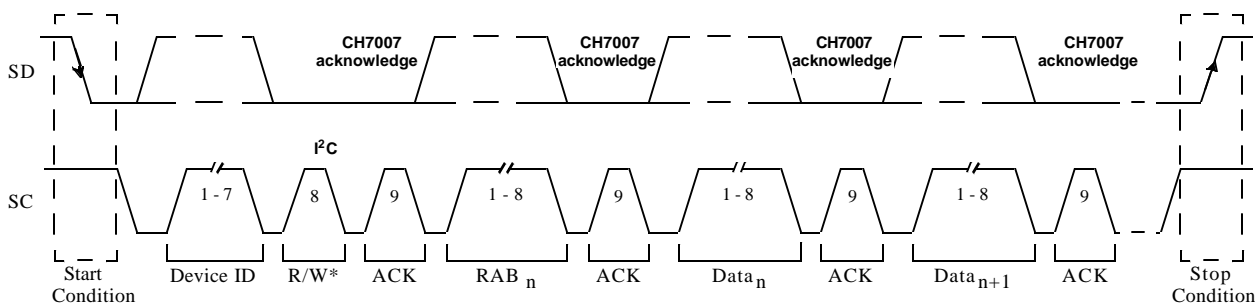 CH7007
acknowledge
CH7007
acknowledge
CH7007
acknowledge
CH7007
acknowledge
SD
I²C
SC
1 - 7
8
9
1 - 8
9
1 - 8
9
1 - 8
9
Start
Condition
Device ID
R/W*
ACK
RAB n
ACK
Data n
ACK
Data n+1
ACK
Stop
Condition